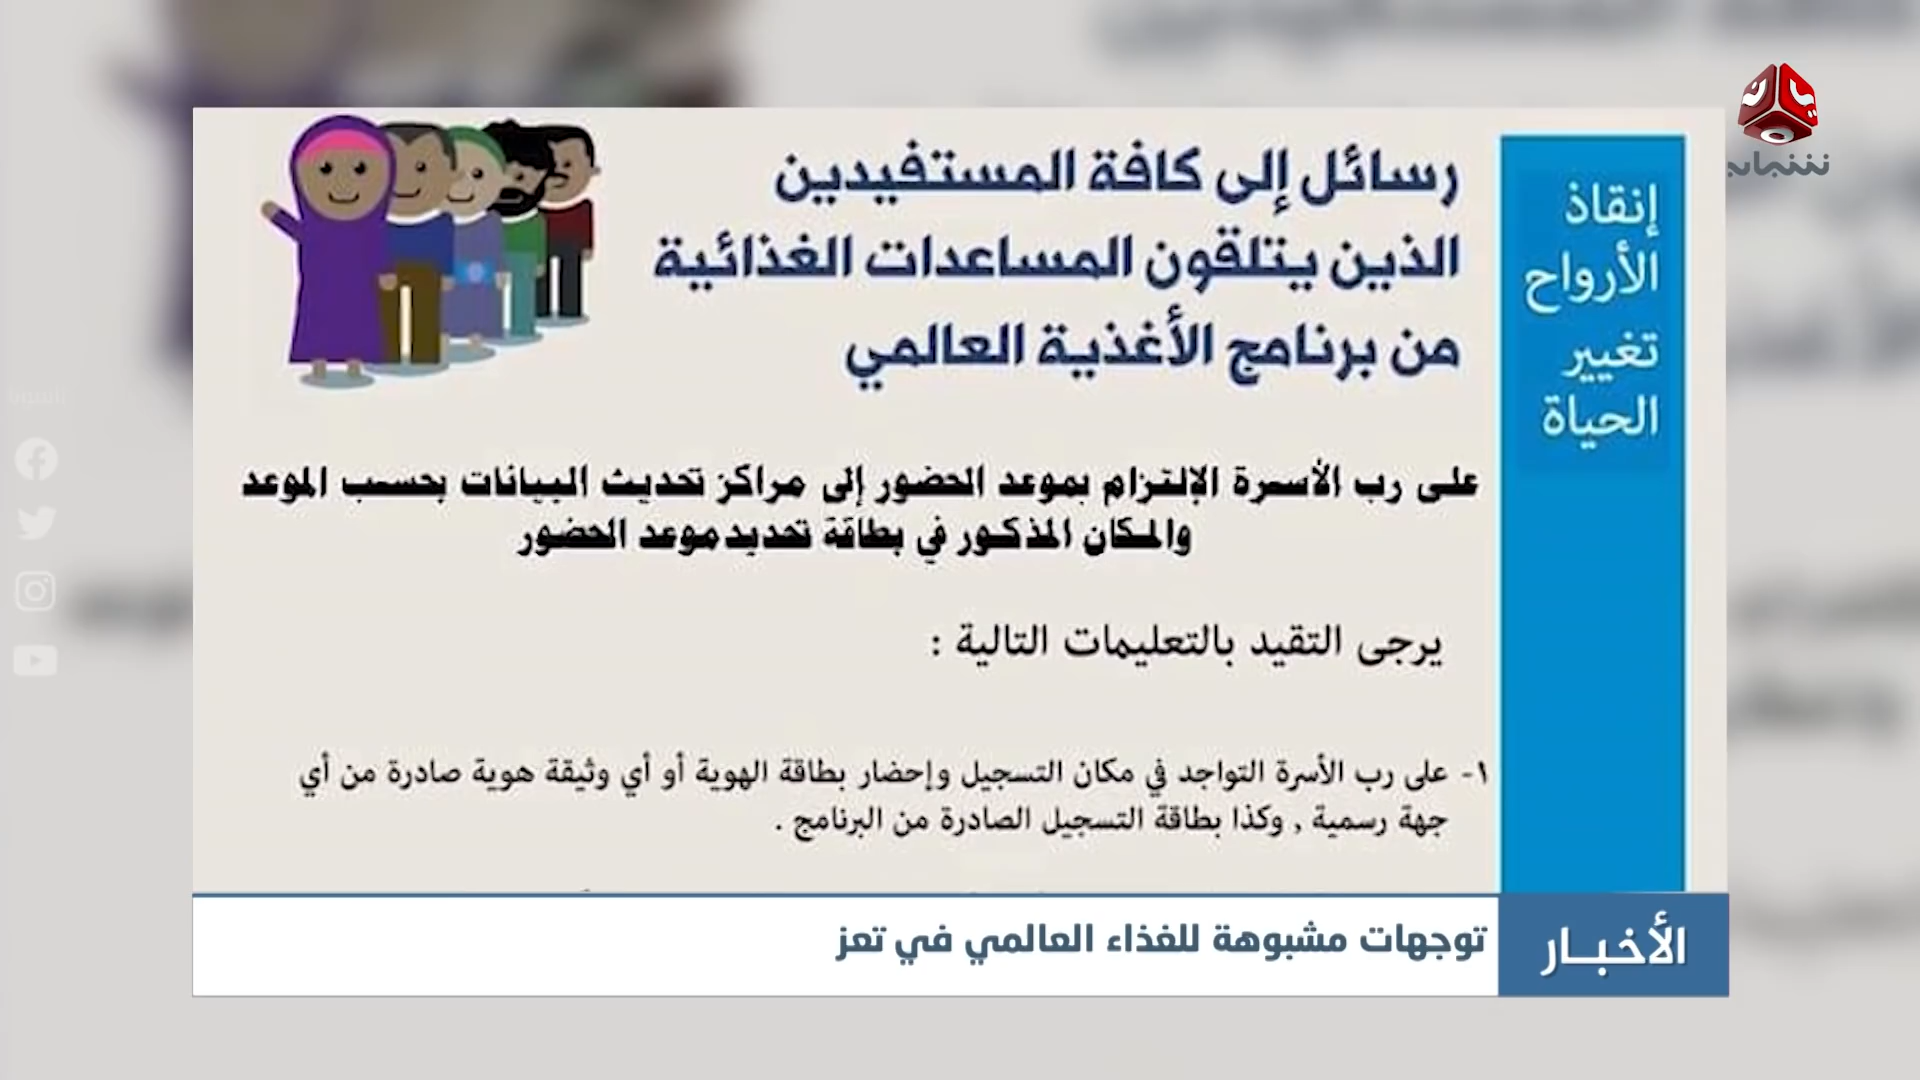 رسائل إلى كافة المستفيدين
الذين يتلقون المساعدات الغذائية
من برنامج الأغذية العالمي
إنقاذ
الأرواح
تغيير
الحياة
على رب الأسرة الإلتزام بموعد الحضور إلى مراكز تحديث البيانات بحسب الموعد
والمكان المذكور في بطاقة تحديد موعد الحضور
يرجى التقيد بالتعليمات التالية :
١- على رب الأسرة التواجد في مكان التسجيل وإحضار بطاقة الهوية أو أي وثيقة هوية صادرة من أي
جهة رسمية , وكذا بطاقة التسجيل الصادرة من البرنامج .
الأخبار
توجهات مشبوهة للغذاء العالمي في تعز